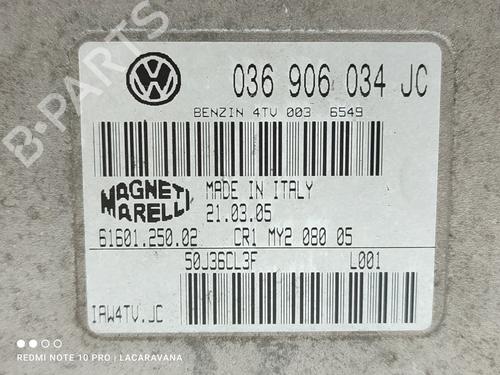 VW
036 906 034 JC
BENZIN 4TV 003 6549
MAGNETI MARELLI
MADE IN ITALY
21.03.05
61601.250.02 CR1 MY2 080 05
50J36CL3F L001
IAW4TV.JC
REDMI NOTE 10 PRO | LACARAVANA
B-PARTS